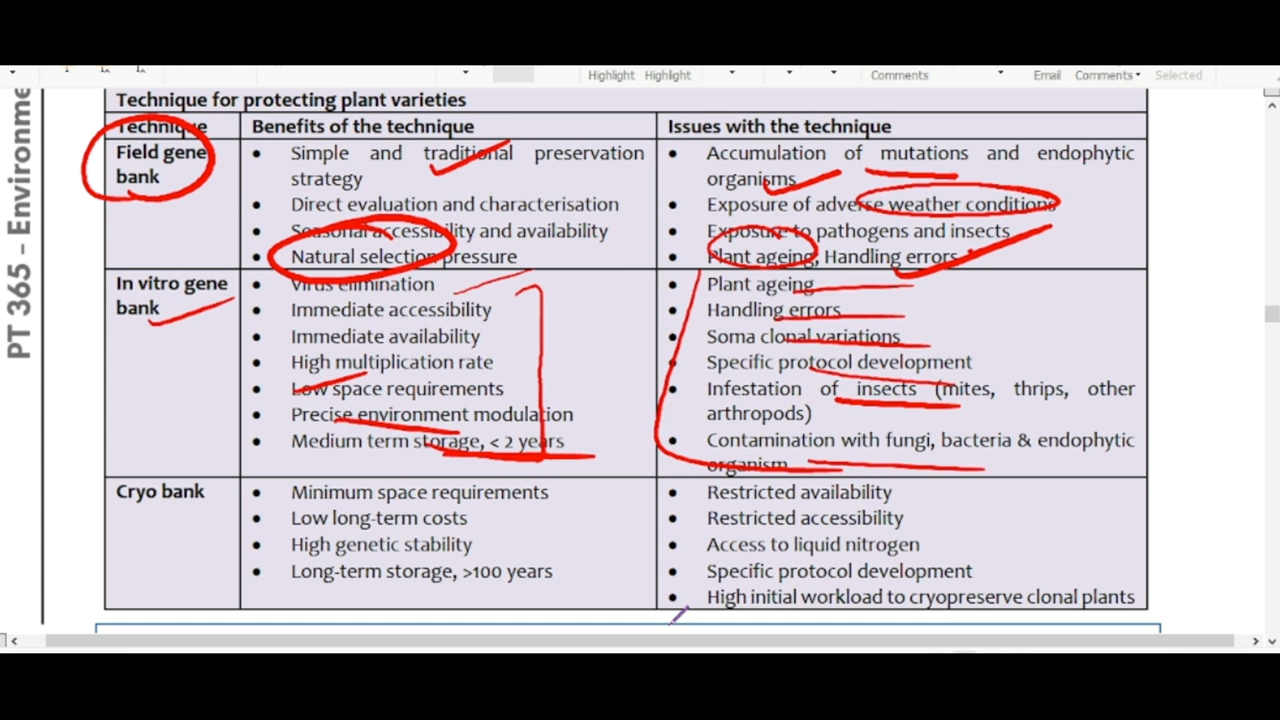 Highlight Highlight Comments Email Comments Selected
PT 365 – Environme
Technique for protecting plant varieties
Technique Benefits of the technique Issues with the technique
Field gene bank
• Simple and traditional preservation
strategy
• Direct evaluation and characterisation
• Seasonal accessibility and availability
• Natural selection pressure
• Accumulation of mutations and endophytic
organisms
• Exposure of adverse weather conditions
• Exposure to pathogens and insects
• Plant ageing, Handling errors
In vitro gene
bank
• Virus elimination
• Immediate accessibility
• Immediate availability
• High multiplication rate
• Low space requirements
• Precise environment modulation
• Medium term storage, < 2 years
• Plant ageing
• Handling errors
• Soma clonal variations
• Specific protocol development
• Infestation of insects (mites, thrips, other
arthropods)
• Contamination with fungi, bacteria & endophytic
organism
Cryo bank
• Minimum space requirements
• Low long-term costs
• High genetic stability
• Long-term storage, >100 years
• Restricted availability
• Restricted accessibility
• Access to liquid nitrogen
• Specific protocol development
• High initial workload to cryopreserve clonal plants